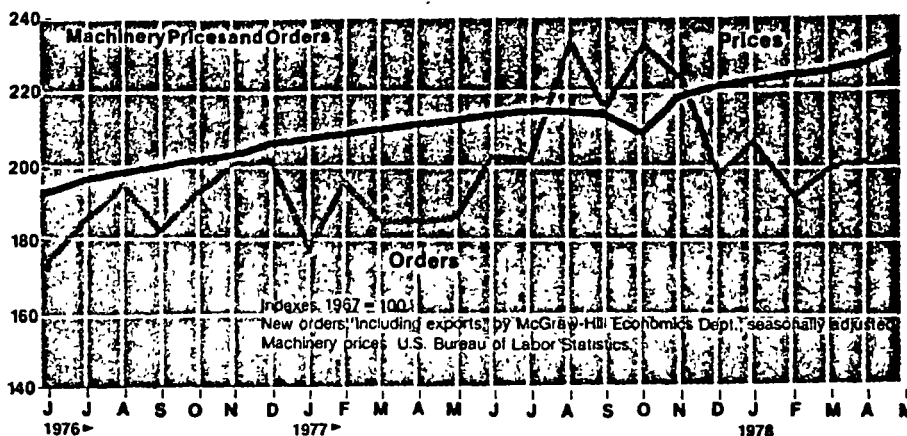 240
Machinery Prices and Orders
Prices
220
200
180
Orders
Indexes 1967 = 100
160
New orders, including exports, by McGraw-Hill Economics Dept., seasonally adjusted
Machinery prices U.S. Bureau of Labor Statistics
140
J J A S O N D J F M A M J J A S O N D J F M A M
1976 1977 1978